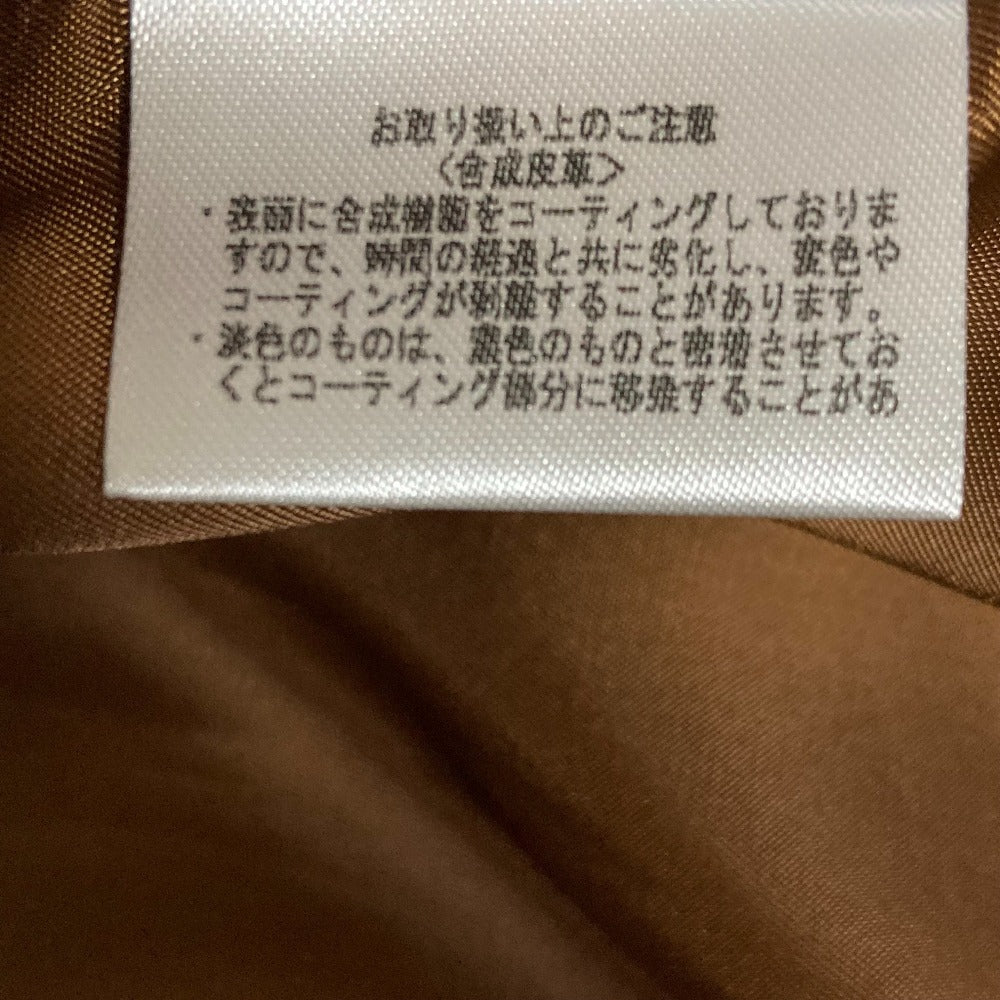 お取り扱い上のご注意
<合成皮革>
・表面に合成樹脂をコーティングしておりま
すので、時間の経過と共に劣化し、変色や
コーティングが剥離することがあります。
・淡色のものは、濃色のものと密着させてお
くとコーティング部分に移染することがあ